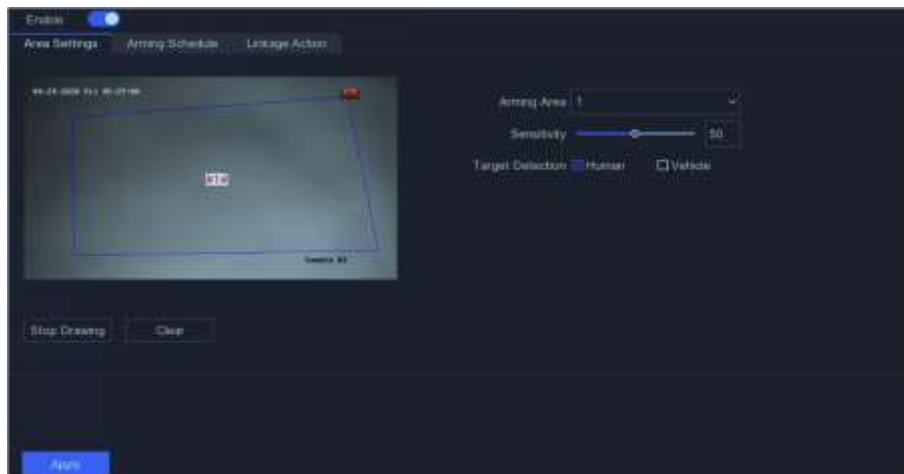 Enable
Area Settings Arming Schedule Linkage Action
Arming Area 1
Sensitivity 50
Target Detection Human Vehicle
#1#
Stop Drawing Clear
Apply